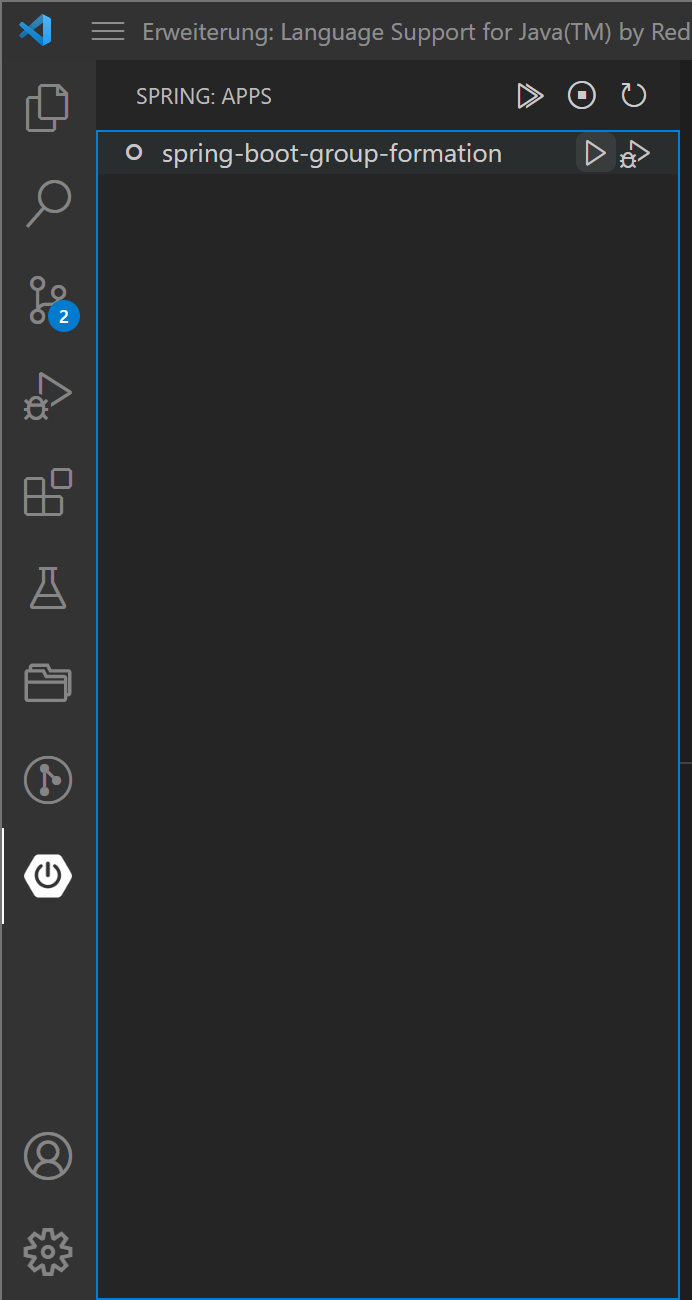 Erweiterung: Language Support for Java(TM) by Red
SPRING: APPS
spring-boot-group-formation
2